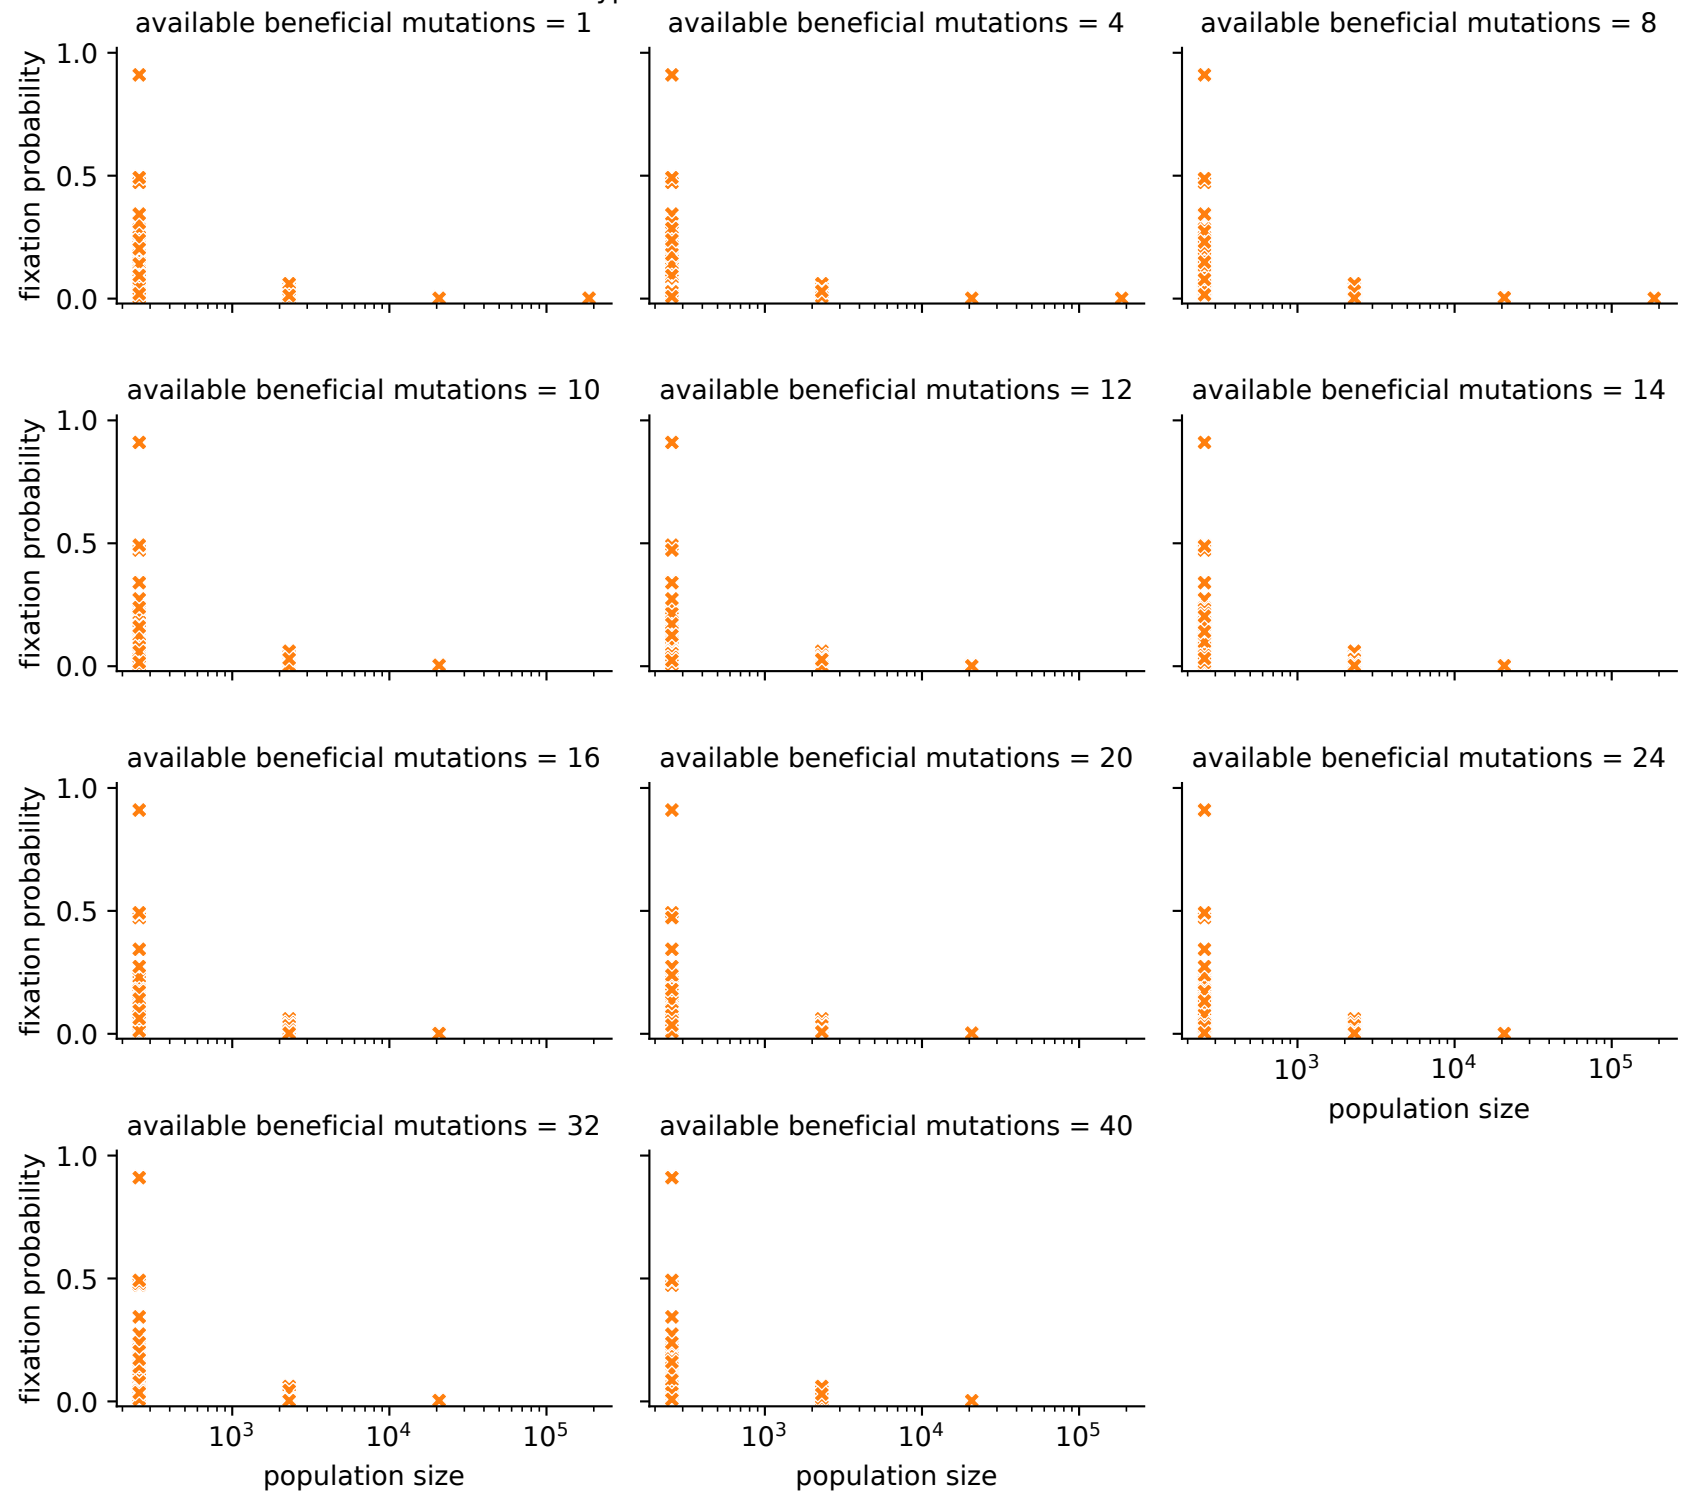 available beneficial mutations = 1
available beneficial mutations = 4
available beneficial mutations = 8
fixation probability
1.0
0.5
0.0
available beneficial mutations = 10
available beneficial mutations = 12
available beneficial mutations = 14
fixation probability
1.0
0.5
0.0
available beneficial mutations = 16
available beneficial mutations = 20
available beneficial mutations = 24
fixation probability
1.0
0.5
0.0
10³ 10⁴ 10⁵
population size
available beneficial mutations = 32
available beneficial mutations = 40
fixation probability
1.0
0.5
0.0
10³ 10⁴ 10⁵
10³ 10⁴ 10⁵
population size
population size